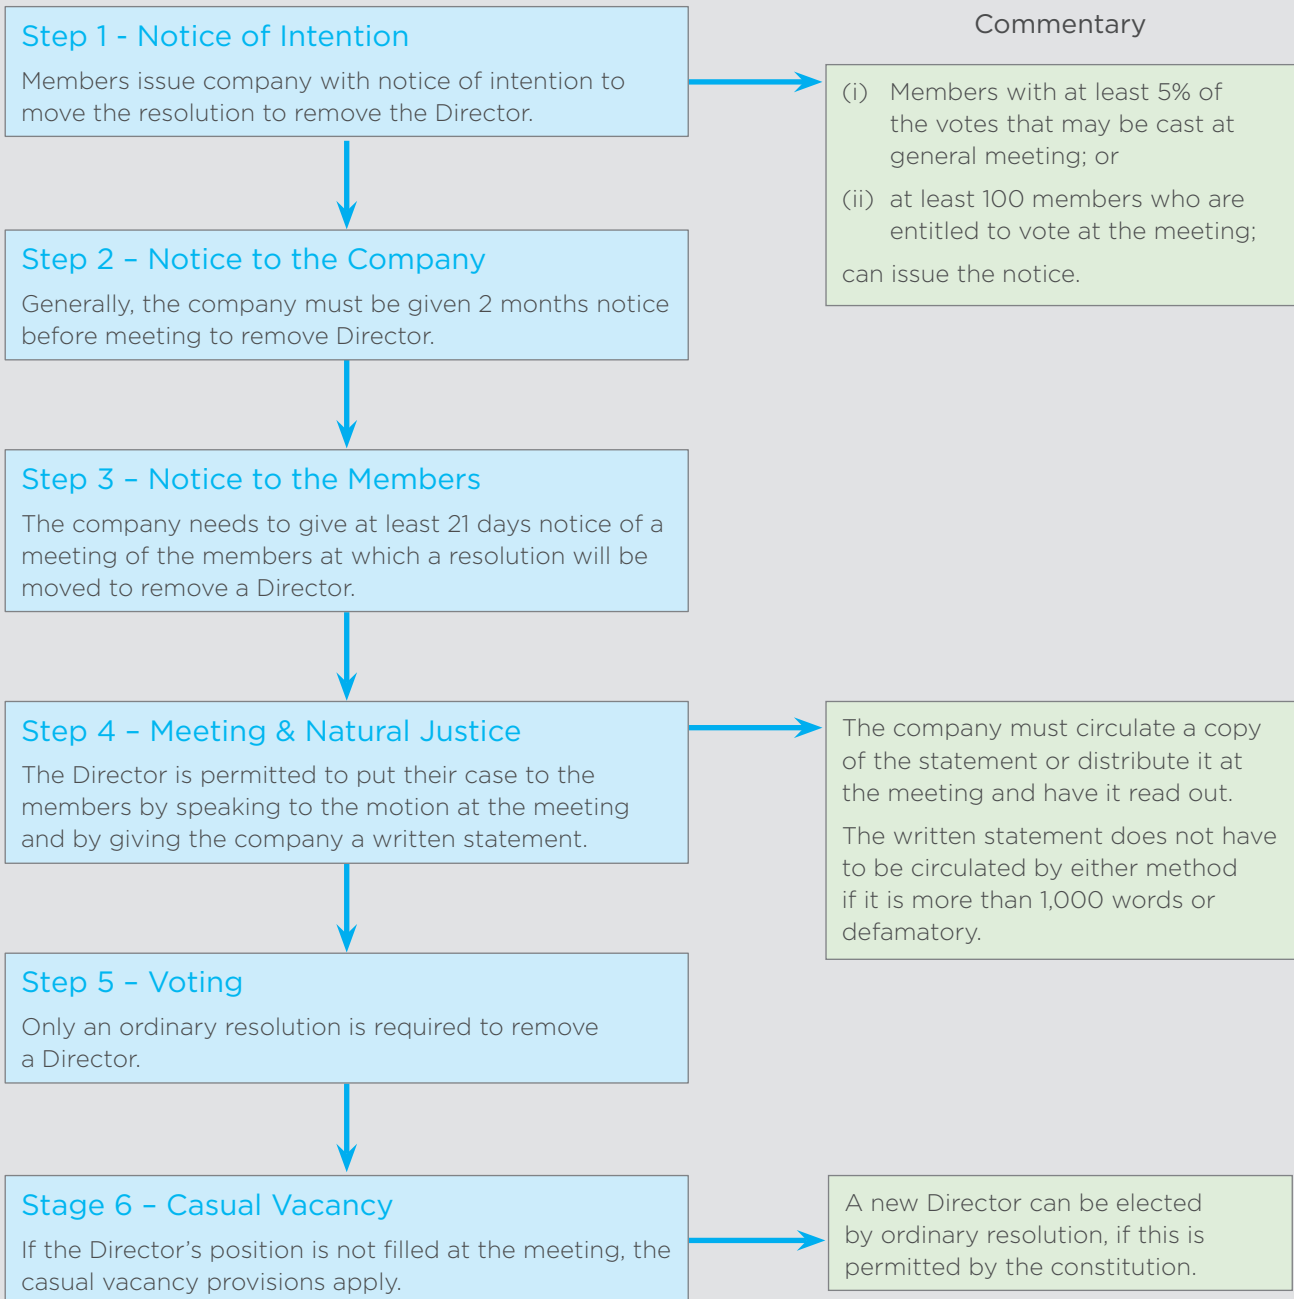 Commentary
Step 1 - Notice of Intention
Members issue company with notice of intention to
move the resolution to remove the Director.
(i) Members with at least 5% of
the votes that may be cast at
general meeting; or
(ii) at least 100 members who are
entitled to vote at the meeting;
can issue the notice.
Step 2 – Notice to the Company
Generally, the company must be given 2 months notice
before meeting to remove Director.
Step 3 – Notice to the Members
The company needs to give at least 21 days notice of a
meeting of the members at which a resolution will be
moved to remove a Director.
Step 4 – Meeting & Natural Justice
The Director is permitted to put their case to the
members by speaking to the motion at the meeting
and by giving the company a written statement.
The company must circulate a copy
of the statement or distribute it at
the meeting and have it read out.
The written statement does not have
to be circulated by either method
if it is more than 1,000 words or
defamatory.
Step 5 – Voting
Only an ordinary resolution is required to remove
a Director.
Stage 6 – Casual Vacancy
If the Director’s position is not filled at the meeting, the
casual vacancy provisions apply.
A new Director can be elected
by ordinary resolution, if this is
permitted by the constitution.